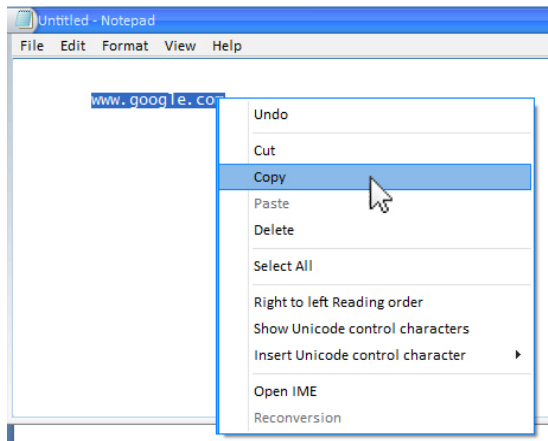 Untitled - Notepad
File Edit Format View Help
www.google.com
Undo
Cut
Copy
Paste
Delete
Select All
Right to left Reading order
Show Unicode control characters
Insert Unicode control character
Open IME
Reconversion